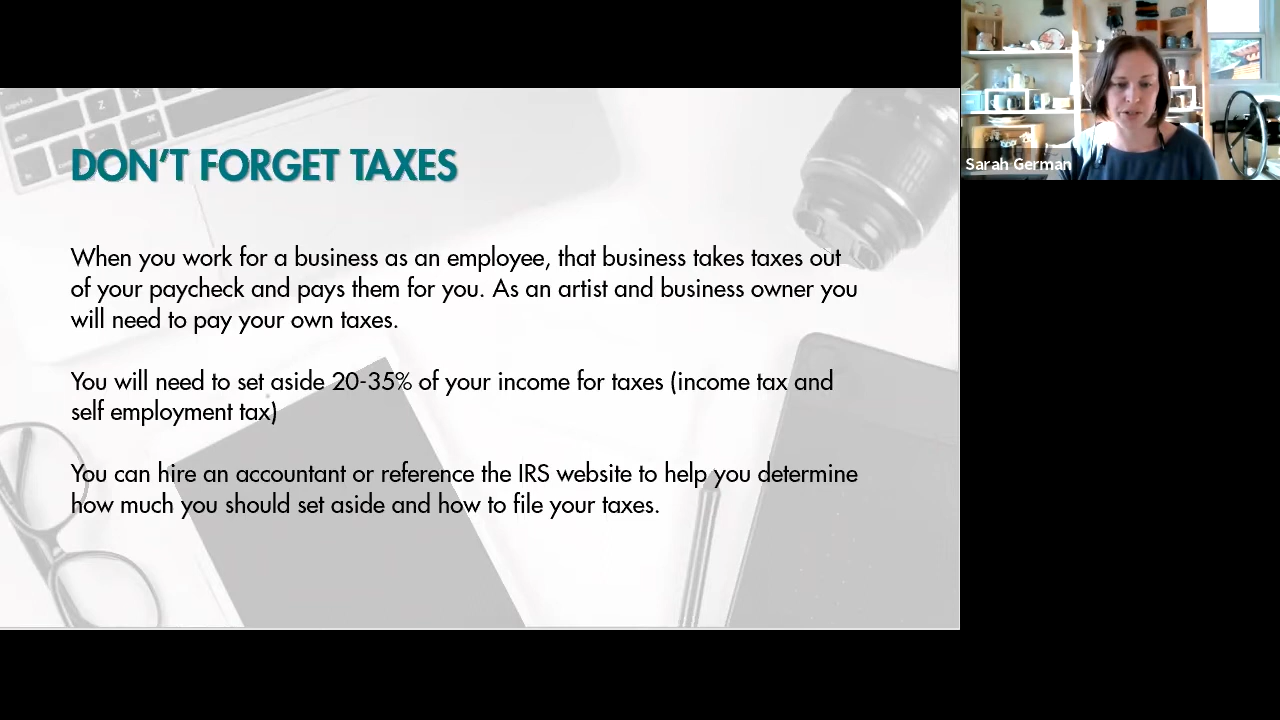 DON'T FORGET TAXES
When you work for a business as an employee, that business takes taxes out
of your paycheck and pays them for you. As an artist and business owner you
will need to pay your own taxes.
You will need to set aside 20-35% of your income for taxes (income tax and
self employment tax)
You can hire an accountant or reference the IRS website to help you determine
how much you should set aside and how to file your taxes.
Sarah German
Z
X
command